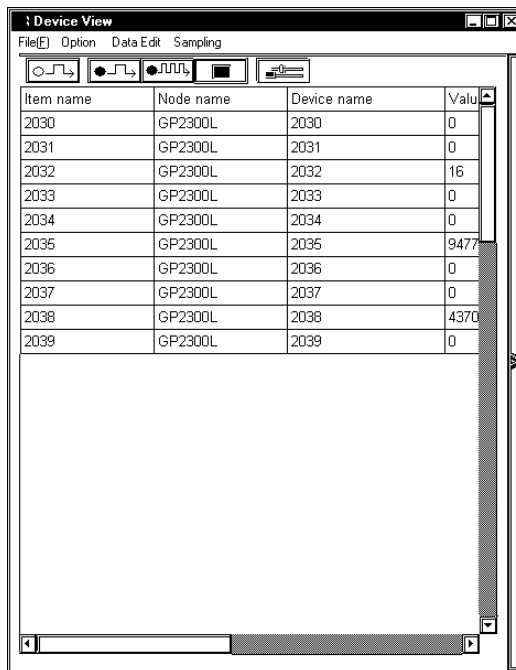 Device View
File(F) Option Data Edit Sampling
Item name Node name Device name Valu
2030 GP2300L 2030 0
2031 GP2300L 2031 0
2032 GP2300L 2032 16
2033 GP2300L 2033 0
2034 GP2300L 2034 0
2035 GP2300L 2035 9477
2036 GP2300L 2036 0
2037 GP2300L 2037 0
2038 GP2300L 2038 4370
2039 GP2300L 2039 0